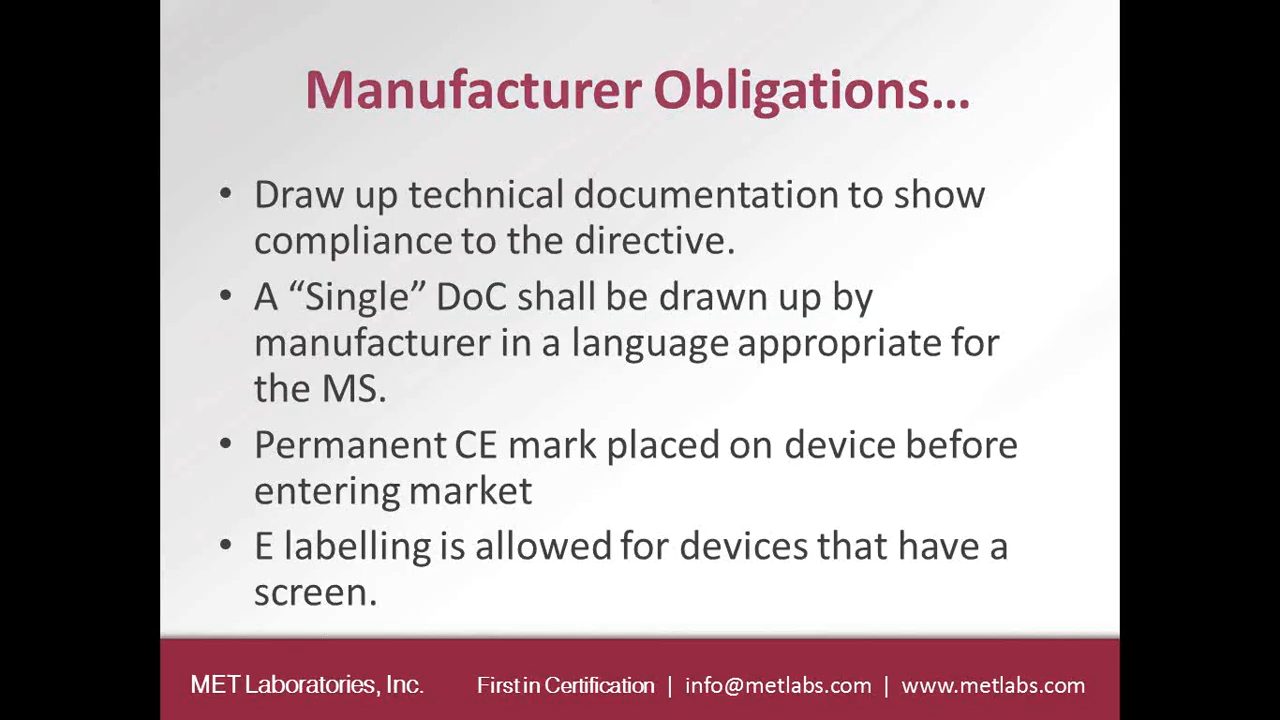 Manufacturer Obligations...
• Draw up technical documentation to show
compliance to the directive.
• A “Single” DoC shall be drawn up by
manufacturer in a language appropriate for
the MS.
• Permanent CE mark placed on device before
entering market
• E labelling is allowed for devices that have a
screen.
MET Laboratories, Inc. First in Certification | info@metlabs.com | www.metlabs.com